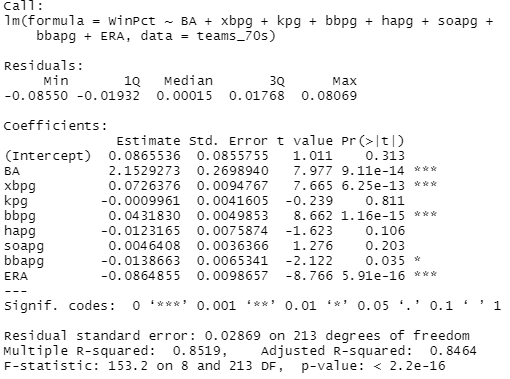 Call:
lm(formula = WinPct ~ BA + xbpg + kpg + bbpg + hapg + soapg +
bbapg + ERA, data = teams_70s)
Residuals:
Min 1Q Median 3Q Max
-0.08550 -0.01932 0.00015 0.01768 0.08069
Coefficients:
Estimate Std. Error t value Pr(>|t|)
(Intercept) 0.0865536 0.0855755 1.011 0.313
BA 2.1529273 0.2698940 7.977 9.11e-14 ***
xbpg 0.0726376 0.0094767 7.665 6.25e-13 ***
kpg -0.0009961 0.0041605 -0.239 0.811
bbpg 0.0431830 0.0049853 8.662 1.16e-15 ***
hapg -0.0123165 0.0075874 -1.623 0.106
soapg 0.0046408 0.0036366 1.276 0.203
bbapg -0.0138663 0.0065341 -2.122 0.035 *
ERA -0.0864855 0.0098657 -8.766 5.91e-16 ***
---
Signif. codes: 0 ‘***’ 0.001 ‘**’ 0.01 ‘*’ 0.05 ‘.’ 0.1 ‘ ’ 1
Residual standard error: 0.02869 on 213 degrees of freedom
Multiple R-squared: 0.8519, Adjusted R-squared: 0.8464
F-statistic: 153.2 on 8 and 213 DF, p-value: < 2.2e-16